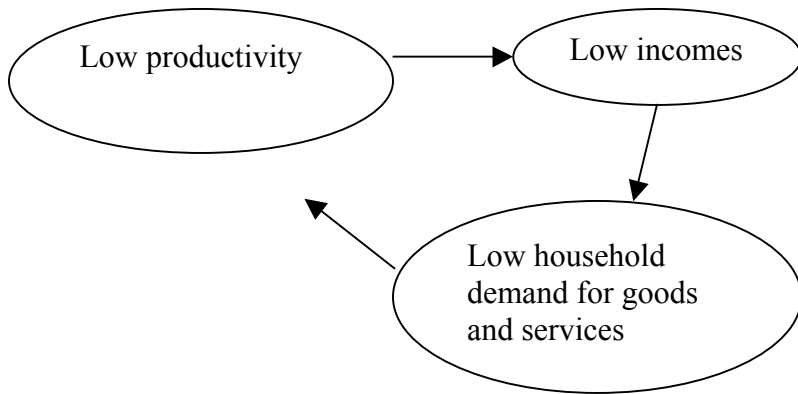 Low productivity
Low incomes
Low household
demand for goods
and services